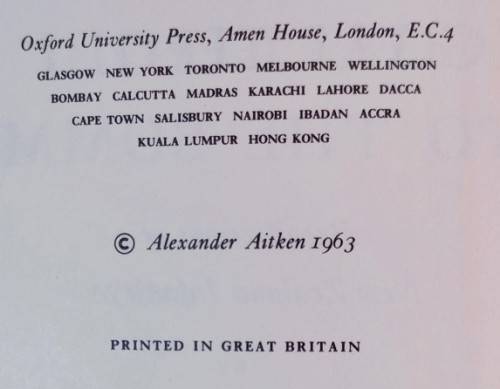 Oxford University Press, Amen House, London, E.C.4
GLASGOW NEW YORK TORONTO MELBOURNE WELLINGTON
BOMBAY CALCUTTA MADRAS KARACHI LAHORE DACCA
CAPE TOWN SALISBURY NAIROBI IBADAN ACCRA
KUALA LUMPUR HONG KONG
© Alexander Aitken 1963
PRINTED IN GREAT BRITAIN